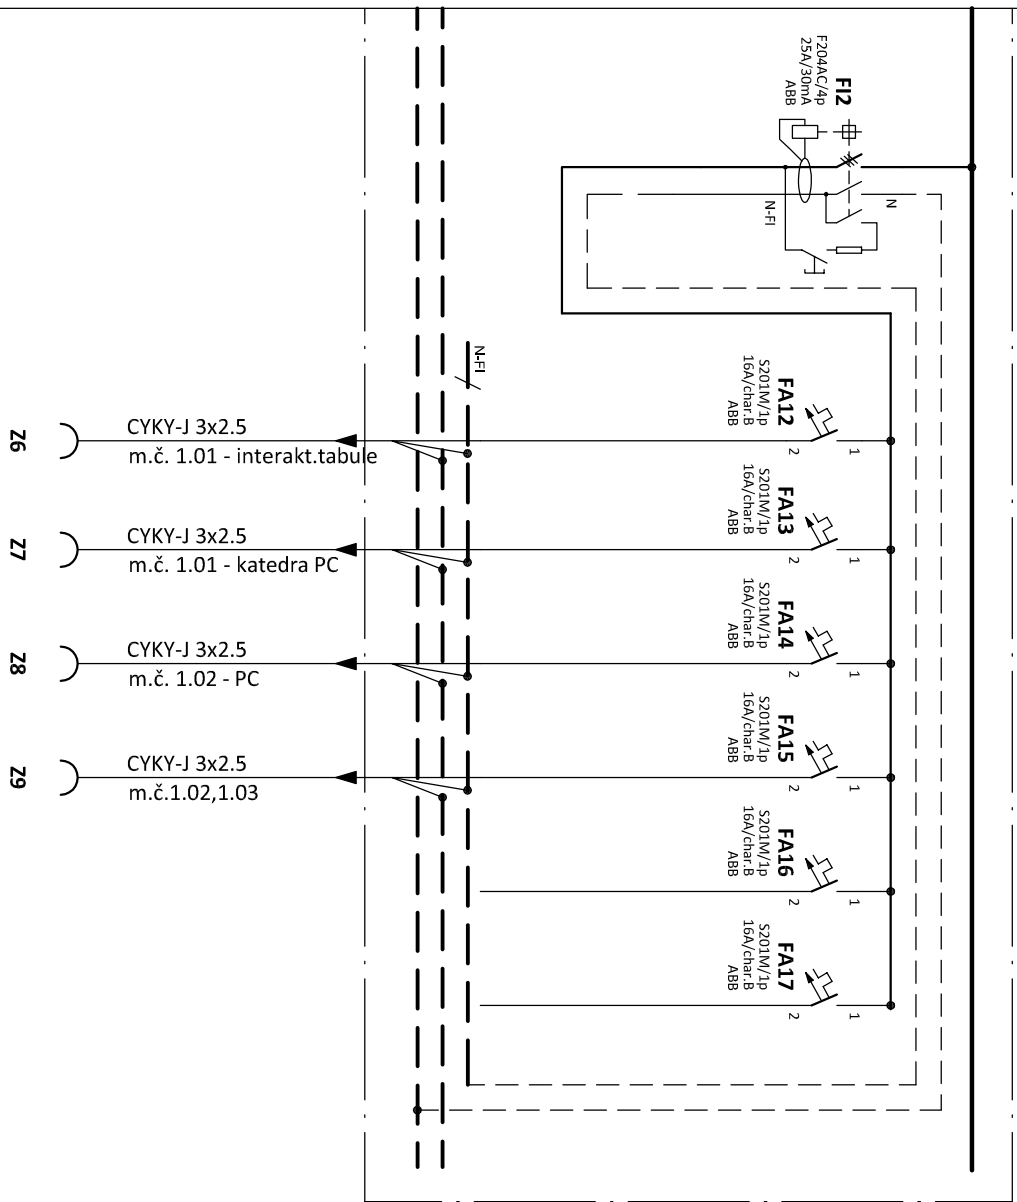 FI2
F204AC/4p
25A/30mA
ABB
N
N-FI
N-FI
FA12
S201M/1p
16A/char.B
ABB
1
2
Z6
CYKY-J 3x2.5
m.č. 1.01 - interakt.tabule
FA13
S201M/1p
16A/char.B
ABB
1
2
Z7
CYKY-J 3x2.5
m.č. 1.01 - katedra PC
FA14
S201M/1p
16A/char.B
ABB
1
2
Z8
CYKY-J 3x2.5
m.č. 1.02 - PC
FA15
S201M/1p
16A/char.B
ABB
1
2
Z9
CYKY-J 3x2.5
m.č.1.02,1.03
FA16
S201M/1p
16A/char.B
ABB
1
2
FA17
S201M/1p
16A/char.B
ABB
1
2